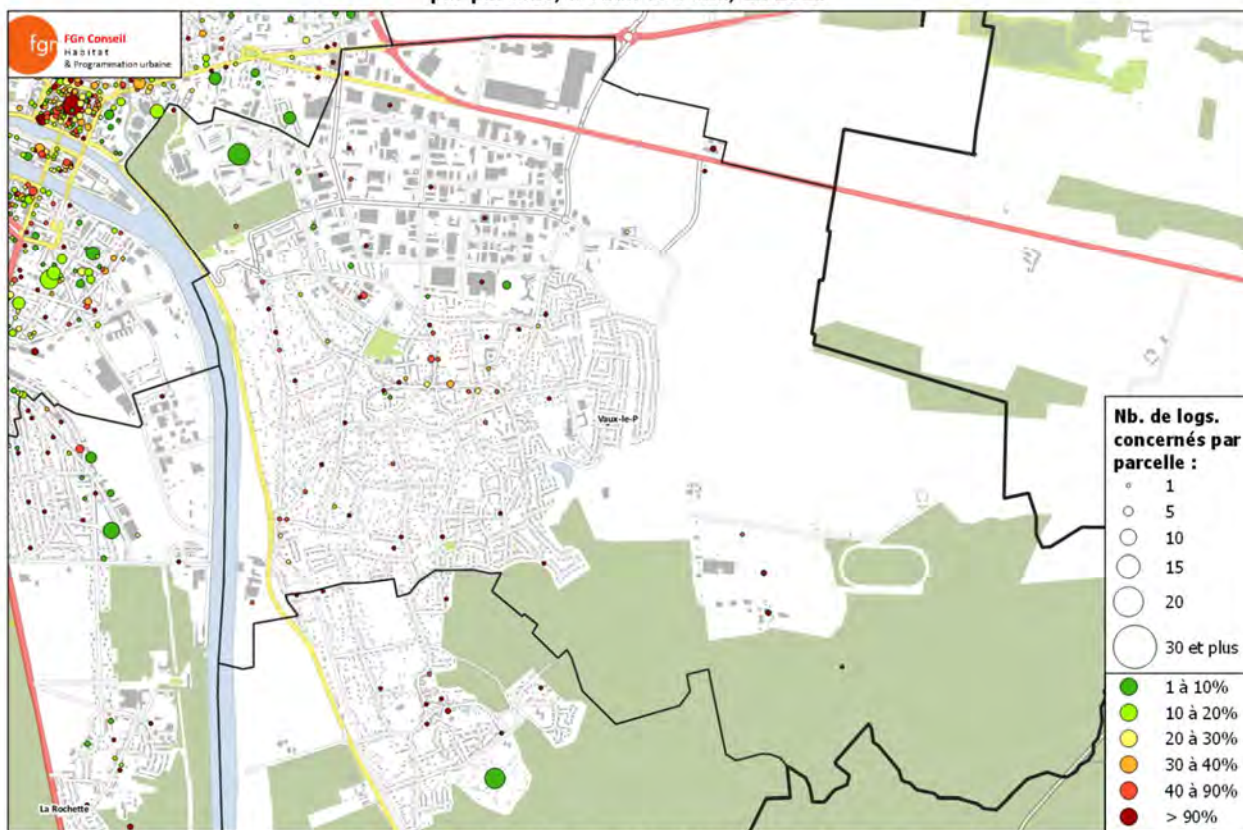 fgn
FGn Conseil
Habitat
& Programmation urbaine
Vaux-le-P
La Rochette
Nb. de logs.
concernés par
parcelle :
1
5
10
15
20
30 et plus
1 à 10%
10 à 20%
20 à 30%
30 à 40%
40 à 90%
> 90%